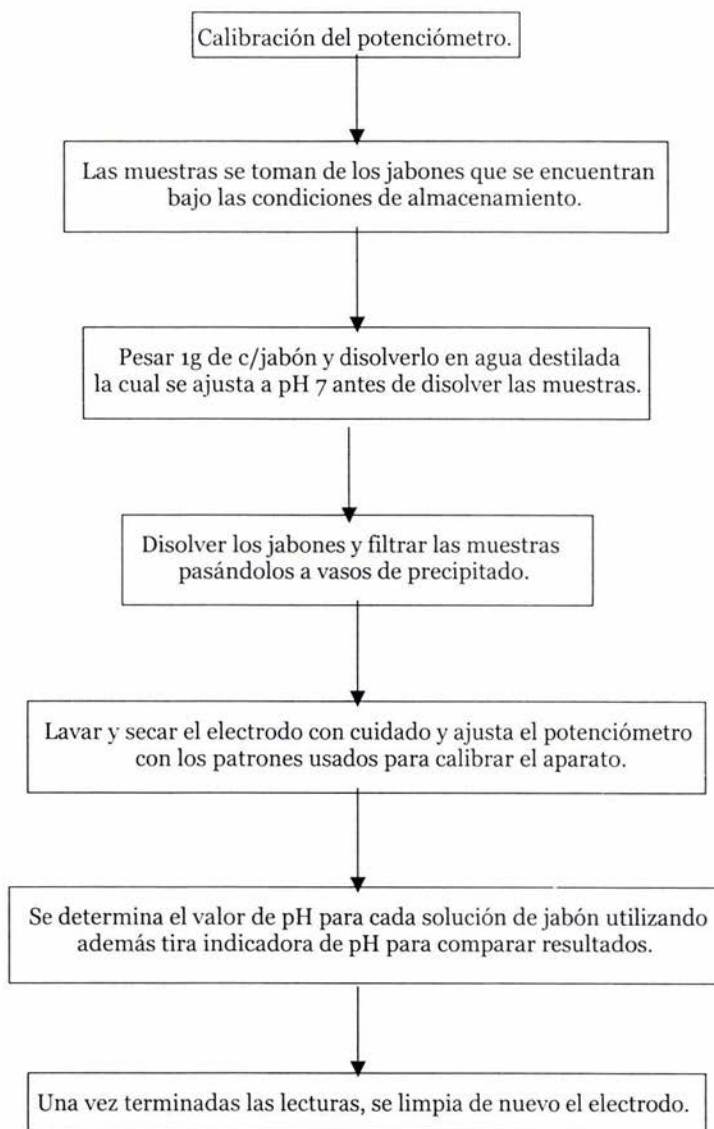 Calibración del potenciómetro.
Las muestras se toman de los jabones que se encuentran
bajo las condiciones de almacenamiento.
Pesar 1g de c/jabón y disolverlo en agua destilada
la cual se ajusta a pH 7 antes de disolver las muestras.
Disolver los jabones y filtrar las muestras
pasándolos a vasos de precipitado.
Lavar y secar el electrodo con cuidado y ajusta el potenciómetro
con los patrones usados para calibrar el aparato.
Se determina el valor de pH para cada solución de jabón utilizando
además tira indicadora de pH para comparar resultados.
Una vez terminadas las lecturas, se limpia de nuevo el electrodo.